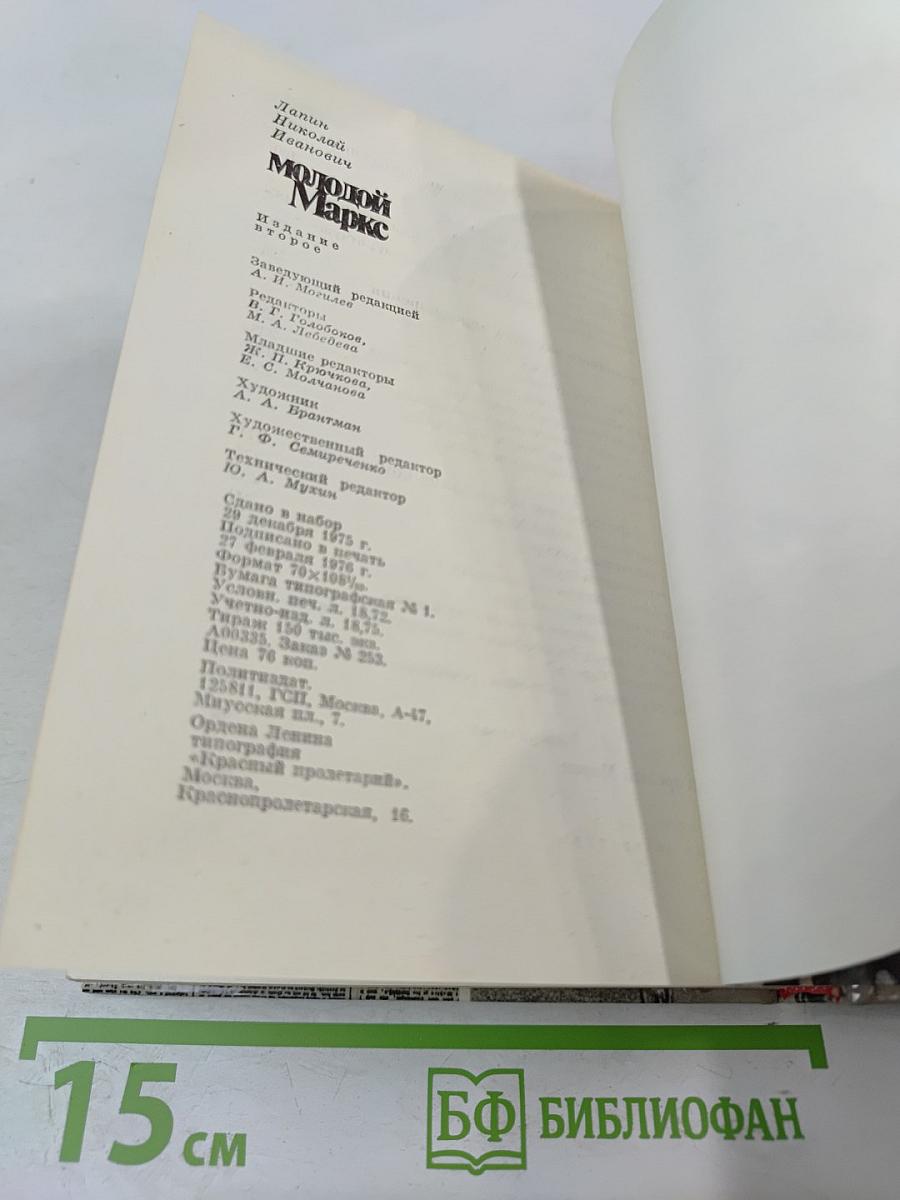 Лапин
Николай
Иванович
молодой
Маркс
Издание
второе
Заведующий редакцией
А. И. Могилев
Редакторы
В. Г. Голобоков,
М. А. Лебедева
Младшие редакторы
Ж. П. Крючкова,
Е. С. Молчанова
Художник
А. А. Брантман
Художественный редактор
Г. Ф. Семиреченко
Технический редактор
Ю. А. Мухин
Сдано в набор
29 декабря 1975 г.
Подписано в печать
27 февраля 1976 г.
Формат 70×108¹/₃₂.
Бумага типографская № 1.
Условн. печ. л. 18,72.
Учетно-изд. л. 18,75.
Тираж 150 тыс. экз.
А00335. Заказ № 253.
Цена 76 коп.
Политиздат.
125811, ГСП, Москва, А-47,
Миусская пл., 7.
Ордена Ленина
типография
«Красный пролетарий».
Москва,
Краснопролетарская, 16.
15 см
БФ БИБЛИОФАН